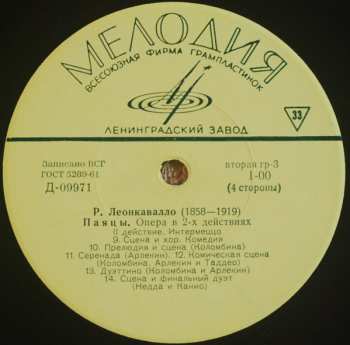 МЕЛОДИЯ
ВСЕСОЮЗНАЯ ФИРМА ГРАМПЛАСТИНОК
33
ЛЕНИНГРАДСКИЙ ЗАВОД
Записано ВСГ
ГОСТ 5289-61
Д-09971
вторая гр-3
1-00
(4 стороны)
Р. Леонкавалло (1858—1919)
Паяцы. Опера в 2-х действиях
II действие. Интермеццо
9. Сцена и хор. Комедия
10. Прелюдия и сцена (Коломбина)
11. Серенада (Арлекин). 12. Комическая сцена
(Коломбина, Арлекин и Таддео)
13. Дуэттино (Коломбина и Арлекин)
14. Сцена и финальный дуэт
(Недда и Канио)